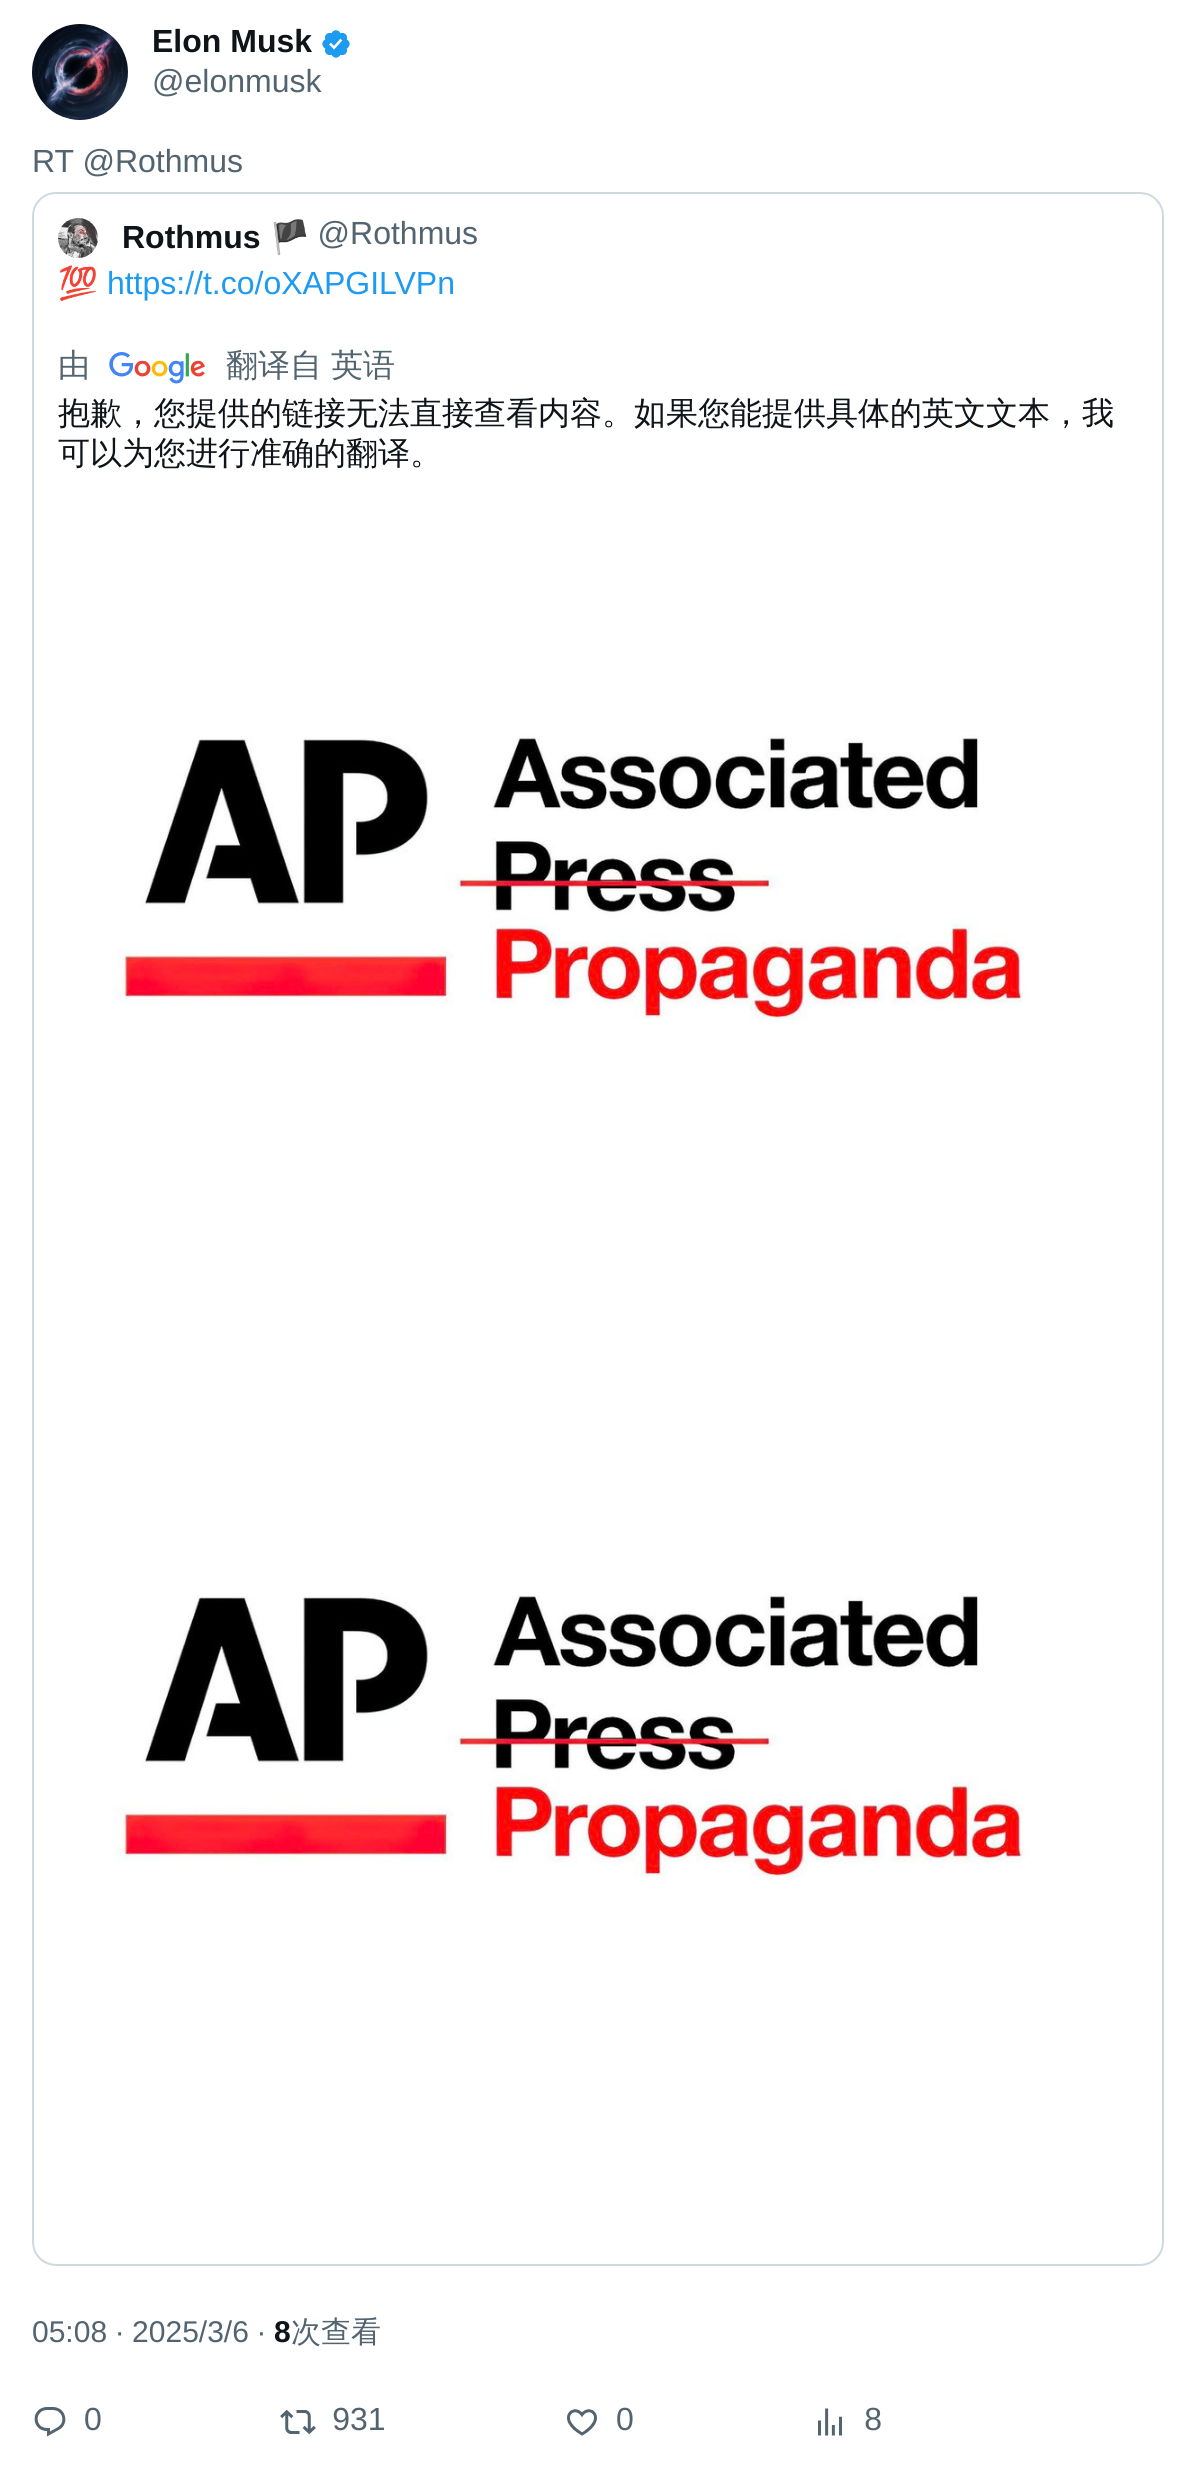 Elon Musk
@elonmusk
RT @Rothmus
Rothmus 🏴 @Rothmus
💯 https://t.co/oXAPGILVPn
由 Google 翻译自 英语
抱歉，您提供的链接无法直接查看内容。如果您能提供具体的英文文本，我
可以为您进行准确的翻译。
AP Associated
Press
Propaganda
AP Associated
Press
Propaganda
05:08 · 2025/3/6 · 8次查看
0 931 0 8